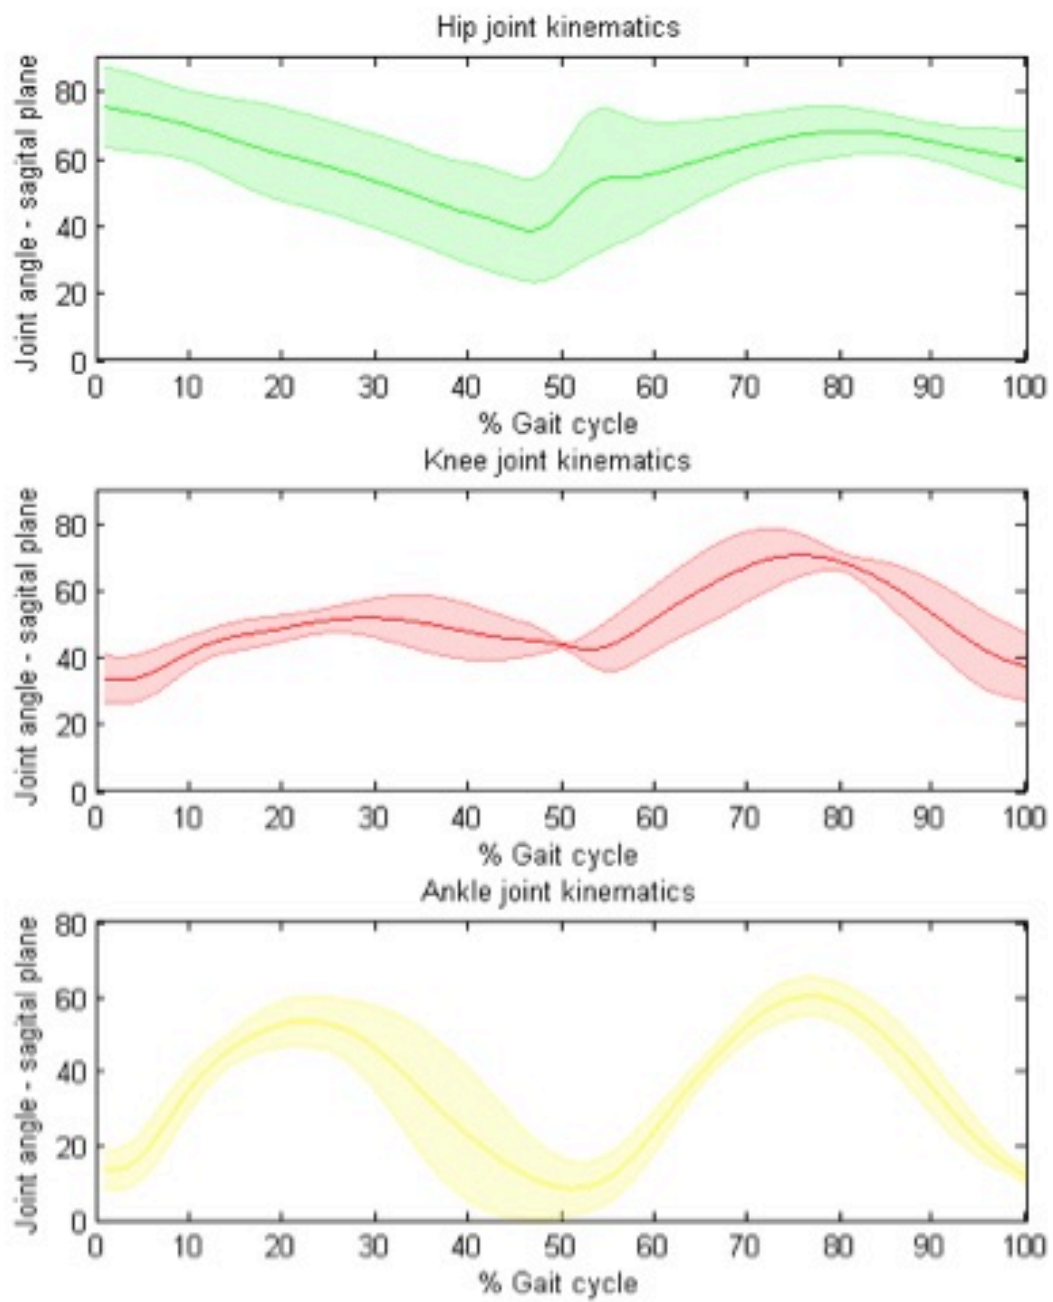 Hip joint kinematics
Joint angle - sagital plane
80
60
40
20
0
0 10 20 30 40 50 60 70 80 90 100
% Gait cycle
Knee joint kinematics
Joint angle - sagital plane
80
60
40
20
0
0 10 20 30 40 50 60 70 80 90 100
% Gait cycle
Ankle joint kinematics
Joint angle - sagital plane
80
60
40
20
0
0 10 20 30 40 50 60 70 80 90 100
% Gait cycle